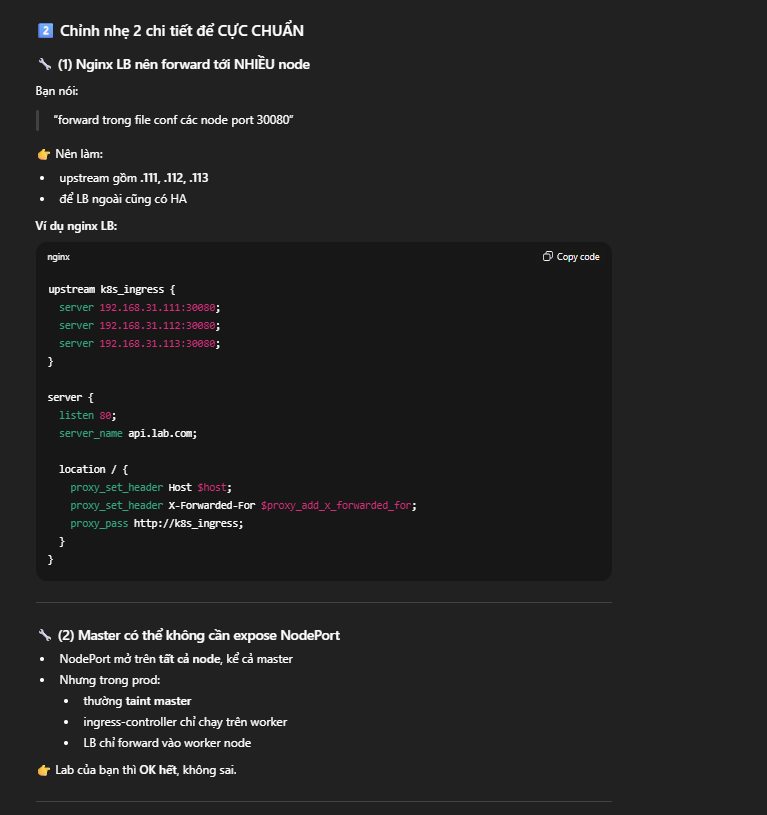 2 Chỉnh nhẹ 2 chi tiết để CỰC CHUẨN
🔧 (1) Nginx LB nên forward tới NHIỀU node
Bạn nói:
"forward trong file conf các node port 30080"
👉 Nên làm:
• upstream gồm .111, .112, .113
• để LB ngoài cũng có HA
Ví dụ nginx LB:
nginx
Copy code
upstream k8s_ingress {
server 192.168.31.111:30080;
server 192.168.31.112:30080;
server 192.168.31.113:30080;
}
server {
listen 80;
server_name api.lab.com;
location / {
proxy_set_header Host $host;
proxy_set_header X-Forwarded-For $proxy_add_x_forwarded_for;
proxy_pass http://k8s_ingress;
}
}
🔧 (2) Master có thể không cần expose NodePort
• NodePort mở trên tất cả node, kể cả master
• Nhưng trong prod:
• thường taint master
• ingress-controller chỉ chạy trên worker
• LB chỉ forward vào worker node
👉 Lab của bạn thì OK hết, không sai.